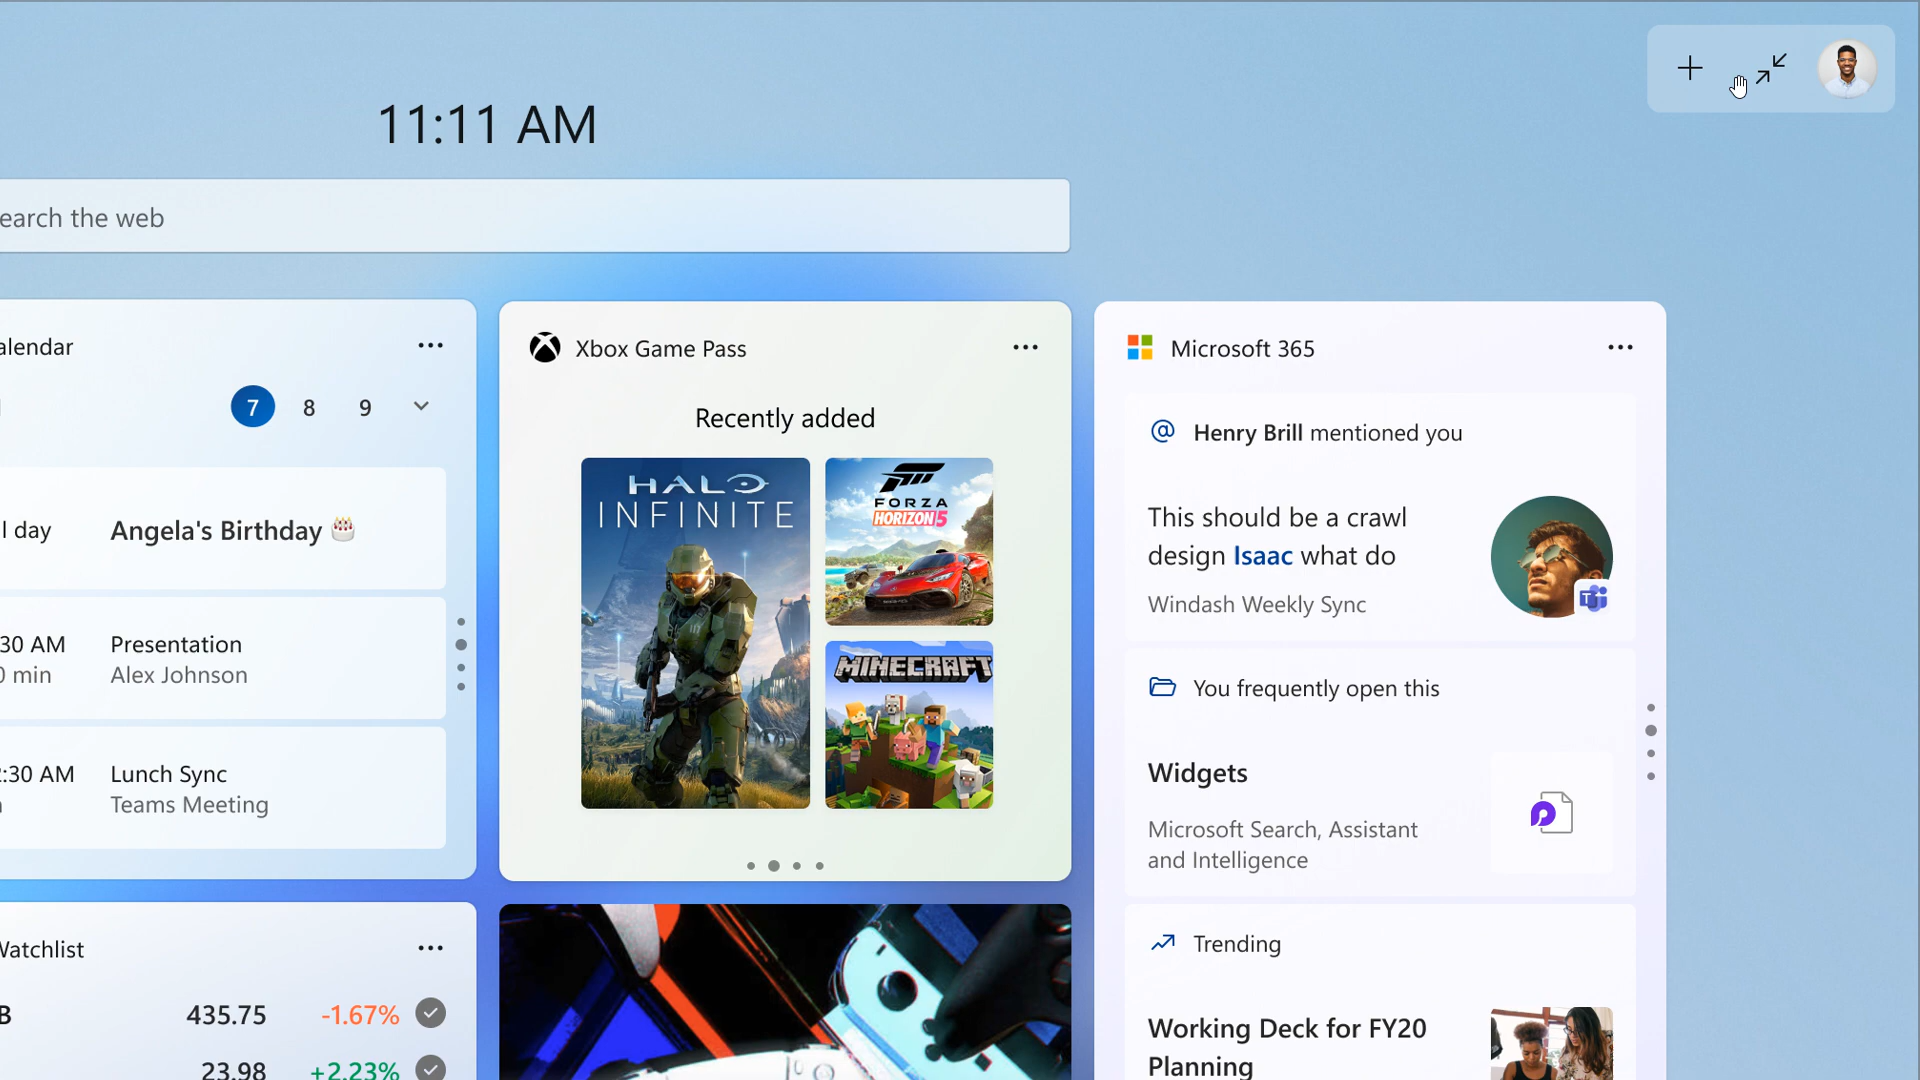 11:11 AM
earch the web
alendar
7 8 9
l day
Angela's Birthday
:30 AM
Presentation
0 min
Alex Johnson
:30 AM
Lunch Sync
Teams Meeting
Watchlist
B 435.75 -1.67%
23.98 +2.23%
Xbox Game Pass
Recently added
HALO
INFINITE
FORZA
HORIZON 5
MINECRAFT
Microsoft 365
@ Henry Brill mentioned you
This should be a crawl
design Isaac what do
Windash Weekly Sync
You frequently open this
Widgets
Microsoft Search, Assistant
and Intelligence
Trending
Working Deck for FY20
Planning